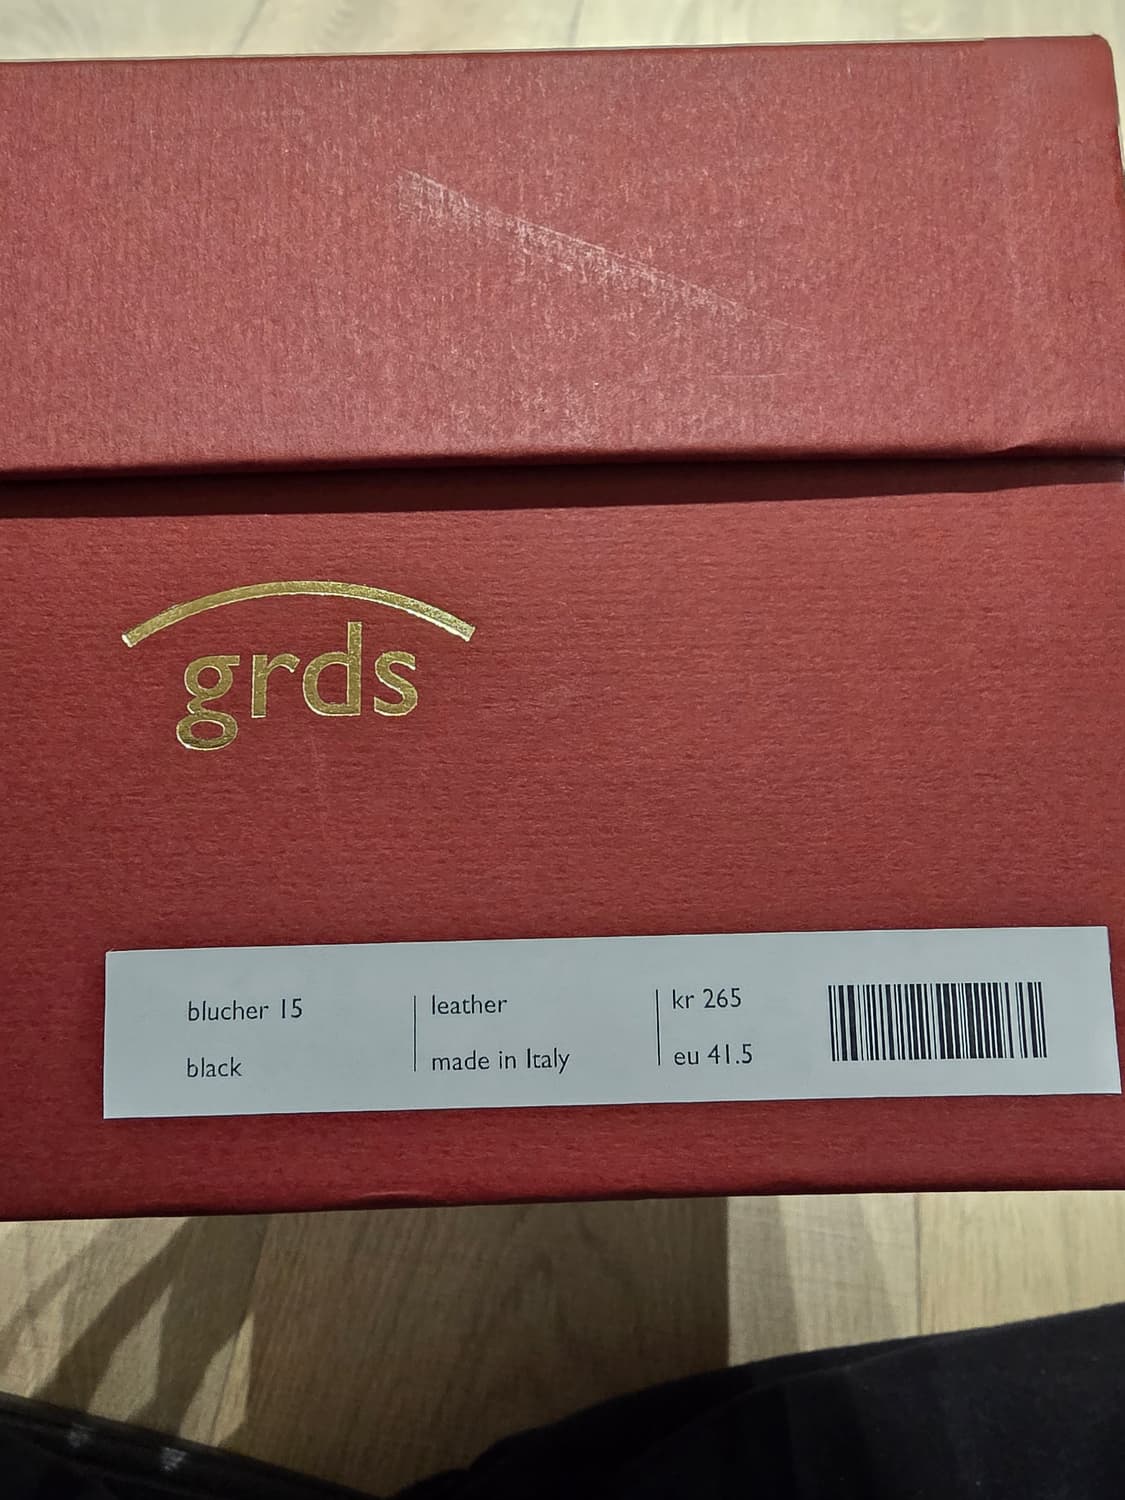 grds
blucher 15
black
leather
made in Italy
kr 265
eu 41.5